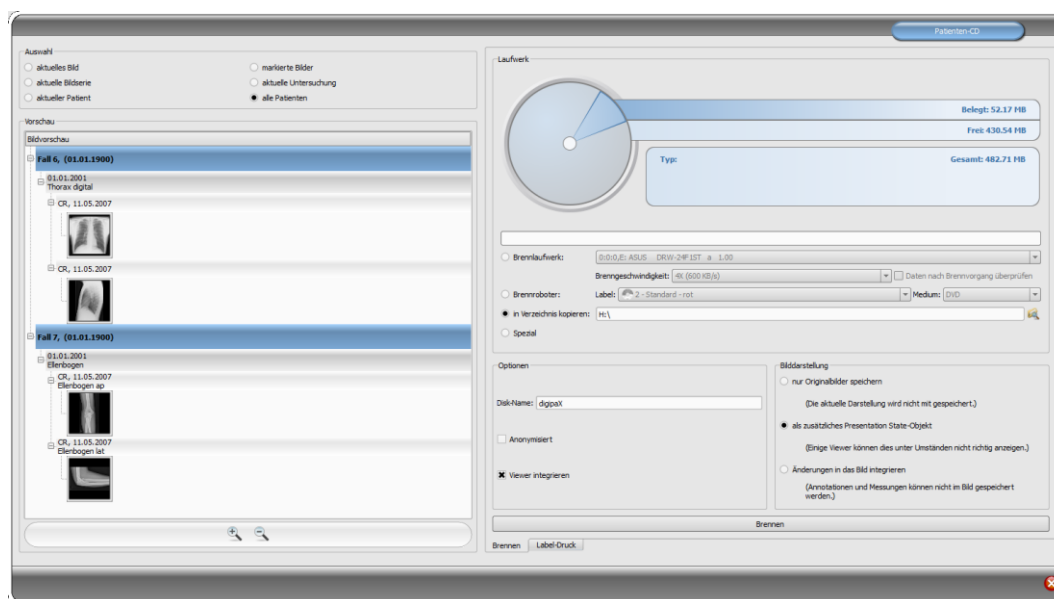 Patienten-CD
Auswahl
aktuelles Bild
markierte Bilder
aktuelle Bildserie
aktuelle Untersuchung
aktueller Patient
alle Patienten
Vorschau
Bildvorschau
Fall 6, (01.01.1900)
01.01.2001
Thorax digital
CR, 11.05.2007
CR, 11.05.2007
Fall 7, (01.01.1900)
01.01.2001
Ellenbogen
CR, 11.05.2007
Ellenbogen ap
CR, 11.05.2007
Ellenbogen lat
Laufwerk
Belegt: 52.17 MB
Frei: 430.54 MB
Typ: Gesamt: 482.71 MB
Brennlaufwerk: 0:0:0,E: ASUS DRW-24F1ST a 1.00
Brenngeschwindigkeit: 4X (600 KB/s) Daten nach Brennvorgang überprüfen
Brennroboter: Label: 2 - Standard - rot Medium: DVD
in Verzeichnis kopieren: H:\
Spezial
Optionen
Disk-Name: digipaX
Anonymisiert
Viewer integrieren
Bilddarstellung
nur Originalbilder speichern
(Die aktuelle Darstellung wird nicht mit gespeichert.)
als zusätzliches Presentation State-Objekt
(Einige Viewer können dies unter Umständen nicht richtig anzeigen.)
Änderungen in das Bild integrieren
(Annotationen und Messungen können nicht im Bild gespeichert
werden.)
Brennen
Brennen Label-Druck